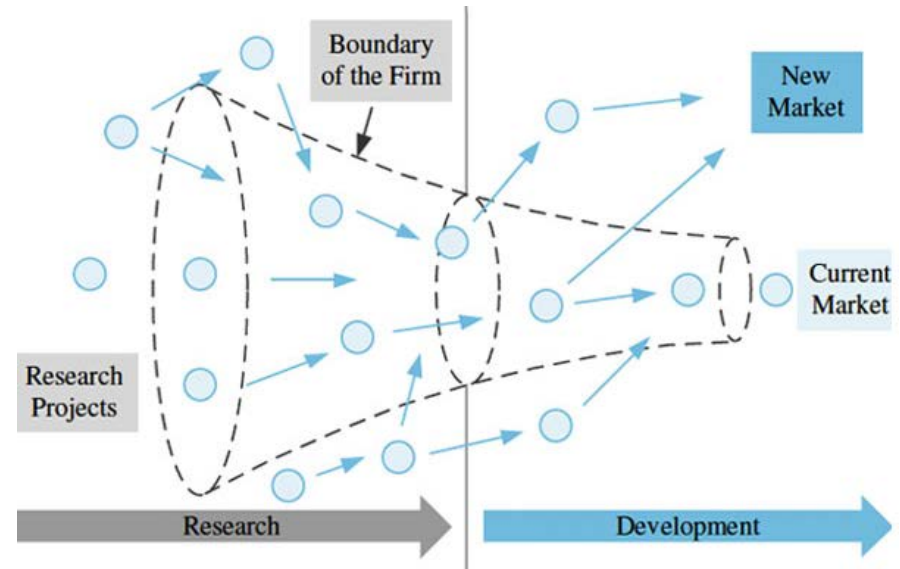 Boundary
of the Firm
New
Market
Current
Market
Research
Projects
Research
Development